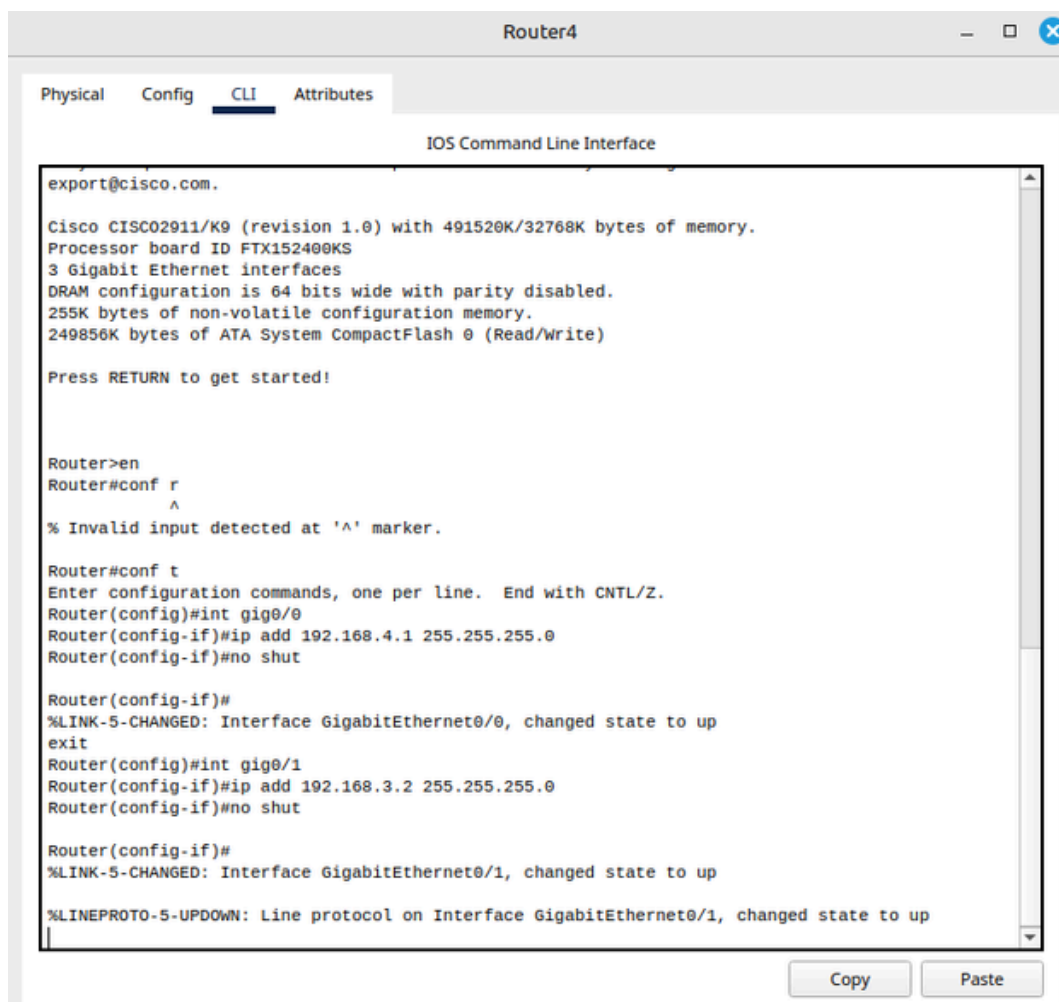 Router4
Physical Config CLI Attributes
IOS Command Line Interface
export@cisco.com.
Cisco CISCO2911/K9 (revision 1.0) with 491520K/32768K bytes of memory.
Processor board ID FTX152400KS
3 Gigabit Ethernet interfaces
DRAM configuration is 64 bits wide with parity disabled.
255K bytes of non-volatile configuration memory.
249856K bytes of ATA System CompactFlash 0 (Read/Write)
Press RETURN to get started!
Router>en
Router#conf r
^
% Invalid input detected at '^' marker.
Router#conf t
Enter configuration commands, one per line.  End with CNTL/Z.
Router(config)#int gig0/0
Router(config-if)#ip add 192.168.4.1 255.255.255.0
Router(config-if)#no shut
Router(config-if)#
%LINK-5-CHANGED: Interface GigabitEthernet0/0, changed state to up
exit
Router(config)#int gig0/1
Router(config-if)#ip add 192.168.3.2 255.255.255.0
Router(config-if)#no shut
Router(config-if)#
%LINK-5-CHANGED: Interface GigabitEthernet0/1, changed state to up
%LINEPROTO-5-UPDOWN: Line protocol on Interface GigabitEthernet0/1, changed state to up
Copy Paste